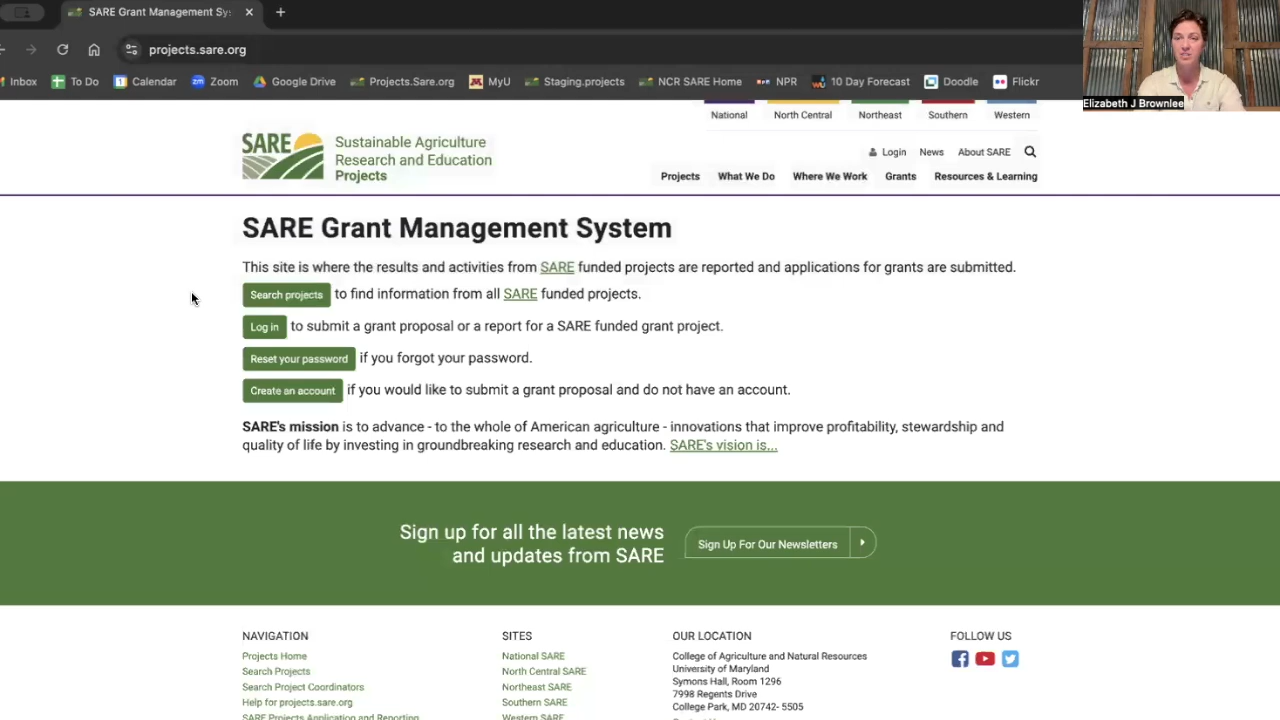 SARE Grant Management Sy
projects.sare.org
Inbox
To Do
Calendar
zm Zoom
Google Drive
Projects.Sare.org
MyU
Staging.projects
NCR SARE Home
NPR
10 Day Forecast
Doodle
Flickr
Elizabeth J Brownlee
National
North Central
Northeast
Southern
Western
SARE
Sustainable Agriculture
Research and Education
Projects
Login
News
About SARE
Projects
What We Do
Where We Work
Grants
Resources & Learning
SARE Grant Management System
This site is where the results and activities from SARE funded projects are reported and applications for grants are submitted.
Search projects to find information from all SARE funded projects.
Log in to submit a grant proposal or a report for a SARE funded grant project.
Reset your password if you forgot your password.
Create an account if you would like to submit a grant proposal and do not have an account.
SARE's mission is to advance - to the whole of American agriculture - innovations that improve profitability, stewardship and
quality of life by investing in groundbreaking research and education. SARE's vision is...
Sign up for all the latest news
and updates from SARE
Sign Up For Our Newsletters
NAVIGATION
Projects Home
Search Projects
Search Project Coordinators
Help for projects.sare.org
SARE Projects Application and Reporting
SITES
National SARE
North Central SARE
Northeast SARE
Southern SARE
Western SARE
OUR LOCATION
College of Agriculture and Natural Resources
University of Maryland
Symons Hall, Room 1296
7998 Regents Drive
College Park, MD 20742- 5505
FOLLOW US